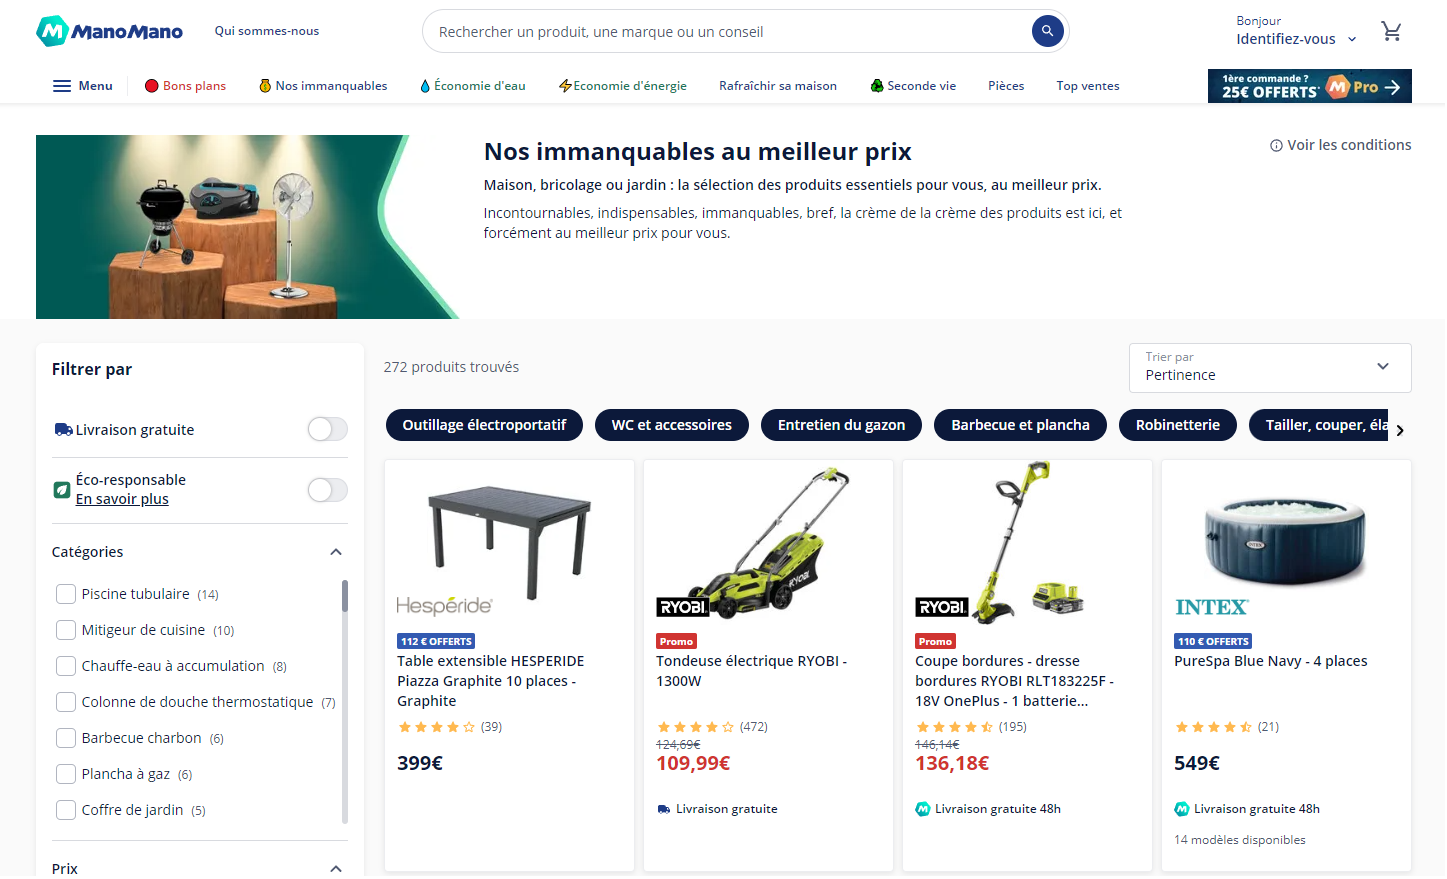 ManoMano
Qui sommes-nous
Rechercher un produit, une marque ou un conseil
Bonjour
Identifiez-vous
Menu
Bons plans
Nos immanquables
Économie d'eau
Economie d'énergie
Rafraîchir sa maison
Seconde vie
Pièces
Top ventes
1ère commande ?
25€ OFFERTS*
Pro
Nos immanquables au meilleur prix
Voir les conditions
Maison, bricolage ou jardin : la sélection des produits essentiels pour vous, au meilleur prix.
Incontournables, indispensables, immanquables, bref, la crème de la crème des produits est ici, et
forcément au meilleur prix pour vous.
Filtrer par
Livraison gratuite
Éco-responsable
En savoir plus
Catégories
Piscine tubulaire (14)
Mitigeur de cuisine (10)
Chauffe-eau à accumulation (8)
Colonne de douche thermostatique (7)
Barbecue charbon (6)
Plancha à gaz (6)
Coffre de jardin (5)
Prix
272 produits trouvés
Trier par
Pertinence
Outillage électroportatif
WC et accessoires
Entretien du gazon
Barbecue et plancha
Robinetterie
Tailler, couper, éla
Hespéride
112 € OFFERTS
Table extensible HESPERIDE
Piazza Graphite 10 places -
Graphite
(39)
399€
RYOBI
RYOBI
Promo
Tondeuse électrique RYOBI -
1300W
(472)
124,69€
109,99€
Livraison gratuite
RYOBI
Promo
Coupe bordures - dresse
bordures RYOBI RLT183225F -
18V OnePlus - 1 batterie...
(195)
146,14€
136,18€
Livraison gratuite 48h
INTEX
INTEX
110 € OFFERTS
PureSpa Blue Navy - 4 places
(21)
549€
Livraison gratuite 48h
14 modèles disponibles